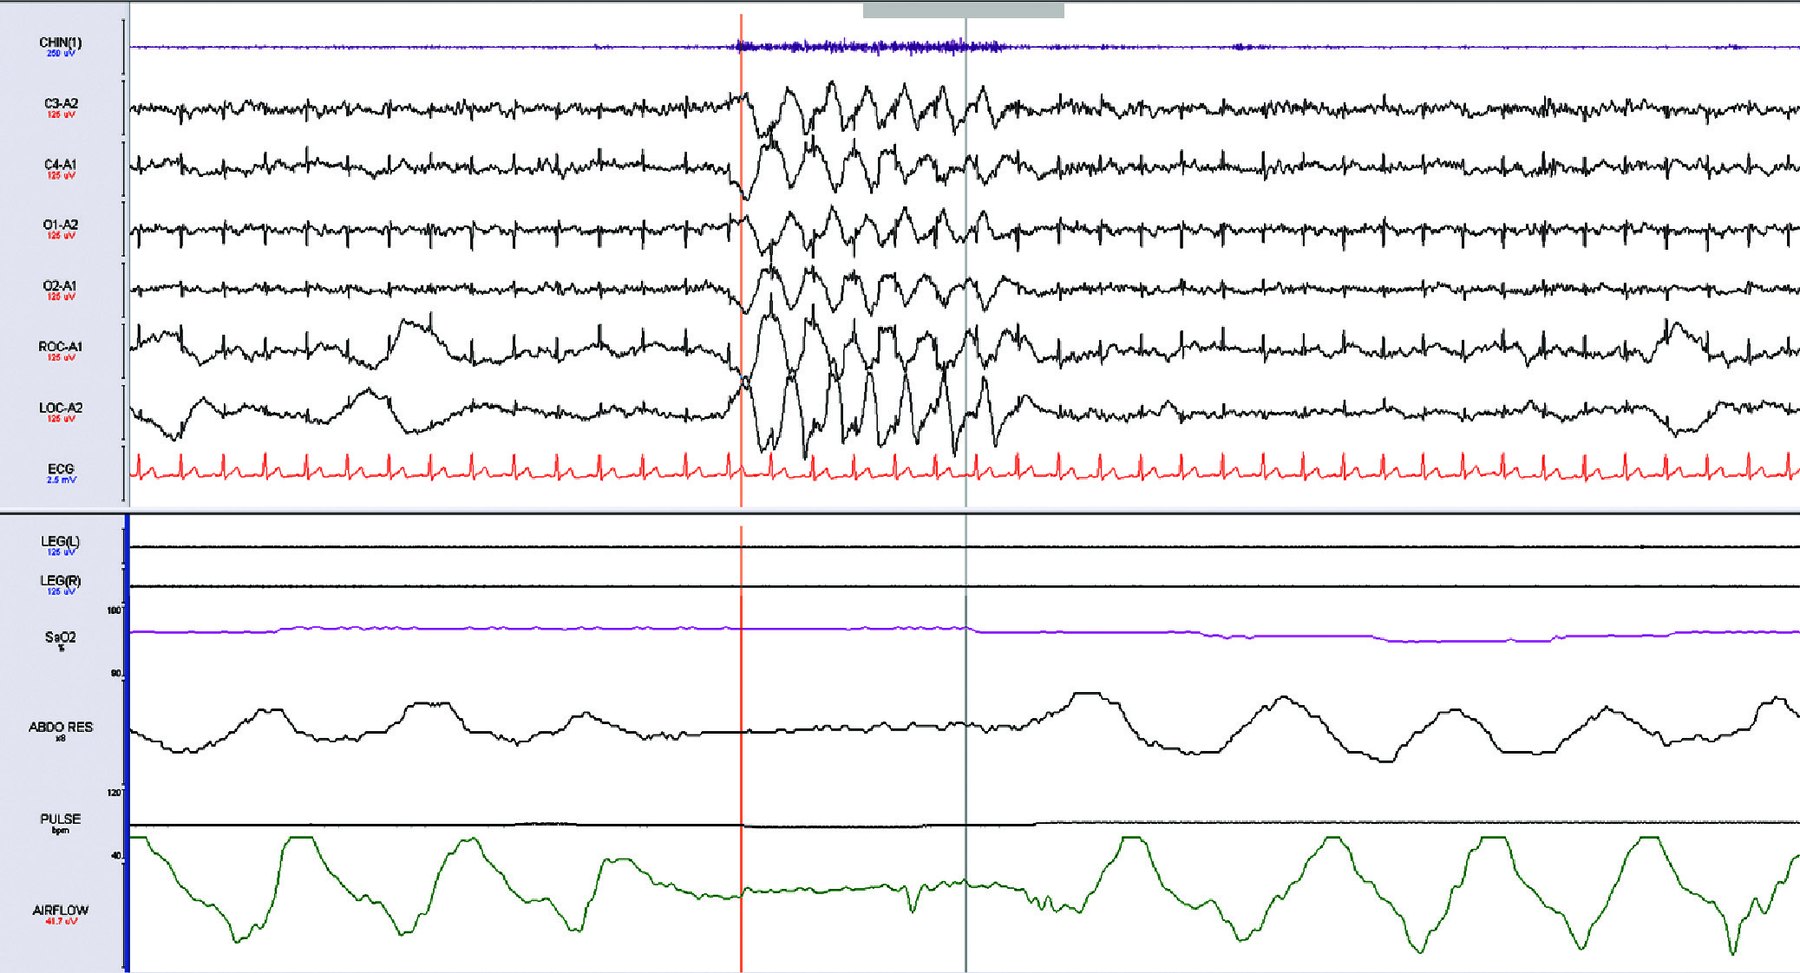 CHIN(1)
250 uV
C3-A2
125 uV
C4-A1
125 uV
O1-A2
125 uV
O2-A1
125 uV
ROC-A1
125 uV
LOC-A2
125 uV
ECG
2.5 mV
LEG(L)
125 uV
LEG(R)
125 uV
100
SaO2
%
90
ABDO RES
x8
120
PULSE
bpm
40
AIRFLOW
41.7 uV